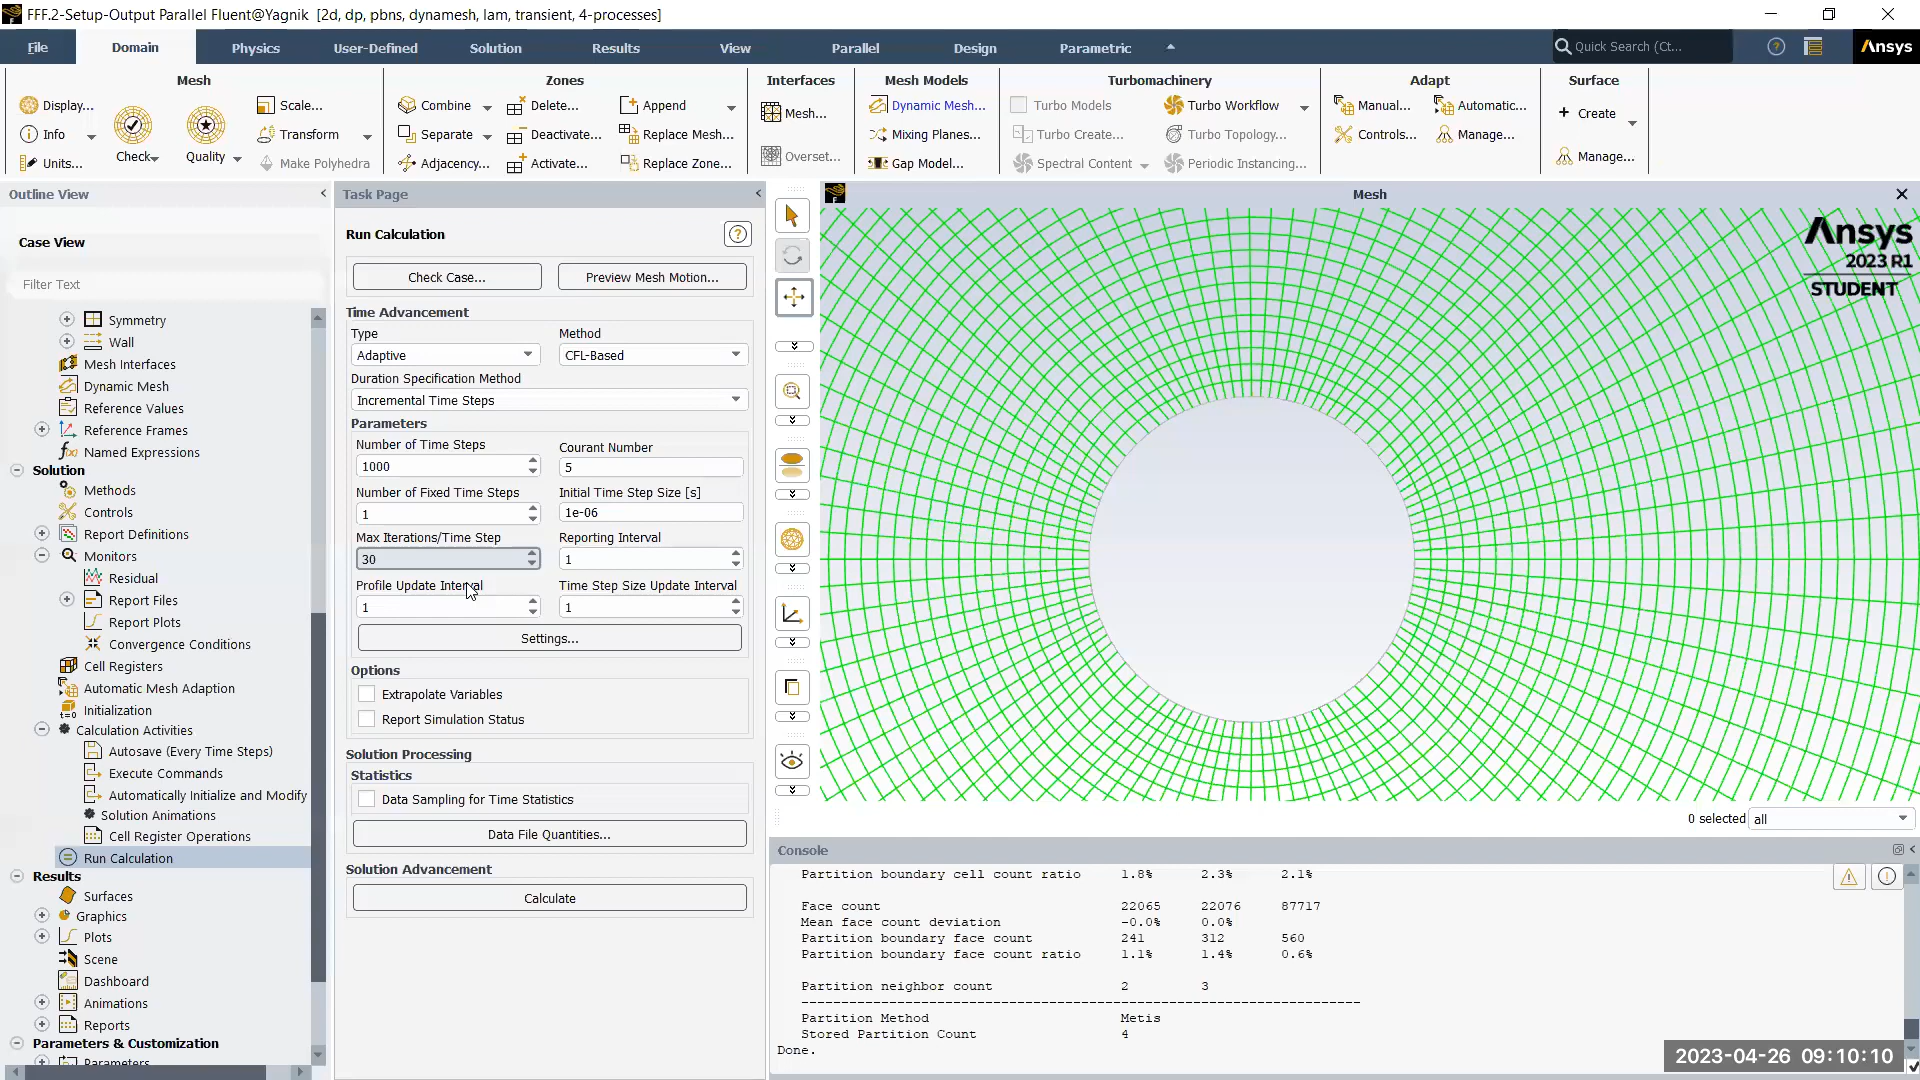 FFF.2-Setup-Output Parallel Fluent@Yagnik [2d, dp, pbns, dynamesh, lam, transient, 4-processes]
File Domain Physics User-Defined Solution Results View Parallel Design Parametric Quick Search (Ct... Ansys
Mesh Zones Interfaces Mesh Models Turbomachinery Adapt Surface
Display... Scale... Combine Delete... Append Mesh... Dynamic Mesh... Turbo Models Turbo Workflow Manual... Automatic... Create
Info Check Quality Transform Separate Deactivate... Replace Mesh... Mixing Planes... Turbo Create... Turbo Topology... Controls... Manage...
Units... Make Polyhedra Adjacency... Activate... Replace Zone... Overset... Gap Model... Spectral Content Periodic Instancing... Manage...
Outline View
Case View
Filter Text
Symmetry
Wall
Mesh Interfaces
Dynamic Mesh
Reference Values
Reference Frames
Named Expressions
Solution
Methods
Controls
Report Definitions
Monitors
Residual
Report Files
Report Plots
Convergence Conditions
Cell Registers
Automatic Mesh Adaption
Initialization
Calculation Activities
Autosave (Every Time Steps)
Execute Commands
Automatically Initialize and Modify
Solution Animations
Cell Register Operations
Run Calculation
Results
Surfaces
Graphics
Plots
Scene
Dashboard
Animations
Reports
Parameters & Customization
Parameters
Task Page
Run Calculation
Check Case... Preview Mesh Motion...
Time Advancement
Type Method
Adaptive CFL-Based
Duration Specification Method
Incremental Time Steps
Parameters
Number of Time Steps Courant Number
1000 5
Number of Fixed Time Steps Initial Time Step Size [s]
1 1e-06
Max Iterations/Time Step Reporting Interval
30 1
Profile Update Interval Time Step Size Update Interval
1 1
Settings...
Options
Extrapolate Variables
Report Simulation Status
Solution Processing
Statistics
Data Sampling for Time Statistics
Data File Quantities...
Solution Advancement
Calculate
Mesh
Ansys
2023 R1
STUDENT
0 selected all
Console
Partition boundary cell count ratio 1.8% 2.3% 2.1%
Face count 22065 22076 87717
Mean face count deviation -0.0% 0.0%
Partition boundary face count 241 312 560
Partition boundary face count ratio 1.1% 1.4% 0.6%
Partition neighbor count 2 3
--------------------------------------------------------------------
Partition Method Metis
Stored Partition Count 4
Done.
2023-04-26 09:10:10